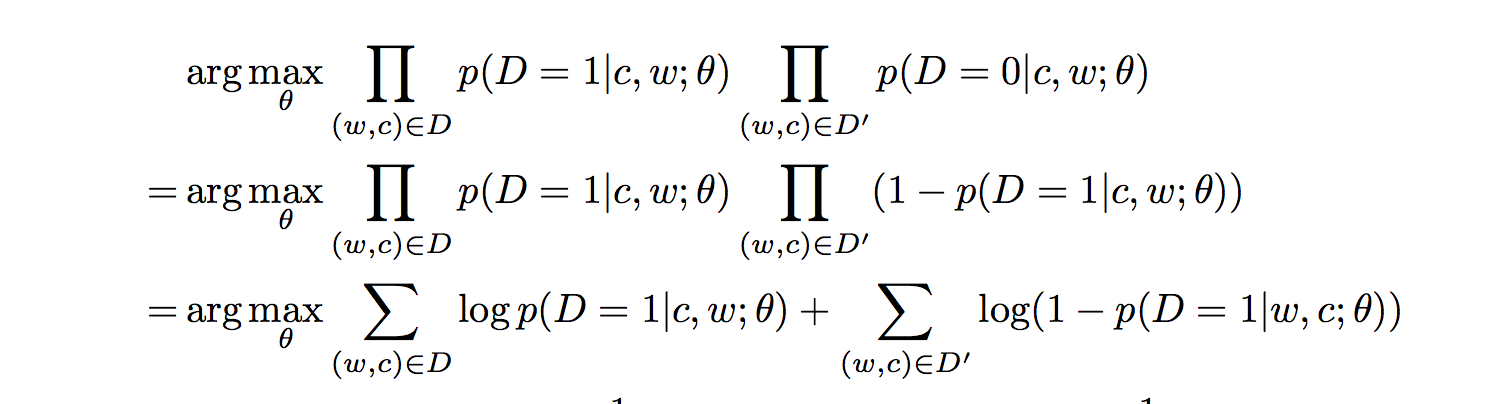 arg max_θ ∏_{(w,c)∈D} p(D = 1|c, w; θ) ∏_{(w,c)∈D′} p(D = 0|c, w; θ)
= arg max_θ ∏_{(w,c)∈D} p(D = 1|c, w; θ) ∏_{(w,c)∈D′} (1 − p(D = 1|c, w; θ))
= arg max_θ ∑_{(w,c)∈D} log p(D = 1|c, w; θ) + ∑_{(w,c)∈D′} log(1 − p(D = 1|w, c; θ))